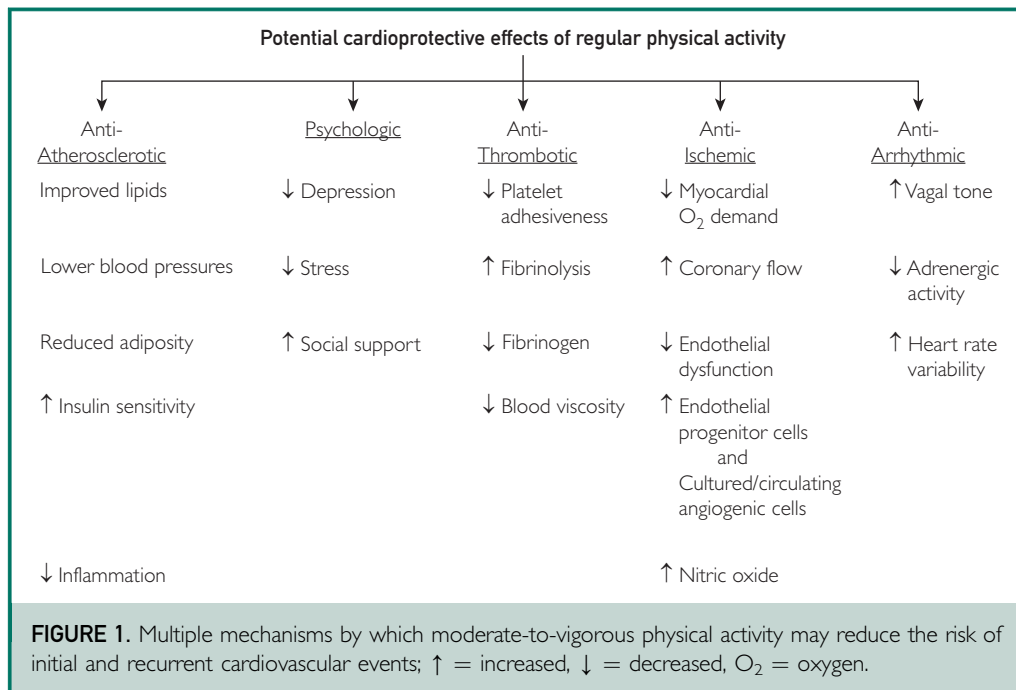 Potential cardioprotective effects of regular physical activity
Anti-
Atherosclerotic
Improved lipids
Lower blood pressures
Reduced adiposity
↑ Insulin sensitivity
↓ Inflammation
Psychologic
↓ Depression
↓ Stress
↑ Social support
Anti-
Thrombotic
↓ Platelet
adhesiveness
↑ Fibrinolysis
↓ Fibrinogen
↓ Blood viscosity
Anti-
Ischemic
↓ Myocardial
O₂ demand
↑ Coronary flow
↓ Endothelial
dysfunction
↑ Endothelial
progenitor cells
and
Cultured/circulating
angiogenic cells
↑ Nitric oxide
Anti-
Arrhythmic
↑ Vagal tone
↓ Adrenergic
activity
↑ Heart rate
variability
FIGURE 1. Multiple mechanisms by which moderate-to-vigorous physical activity may reduce the risk of
initial and recurrent cardiovascular events; ↑ = increased, ↓ = decreased, O₂ = oxygen.